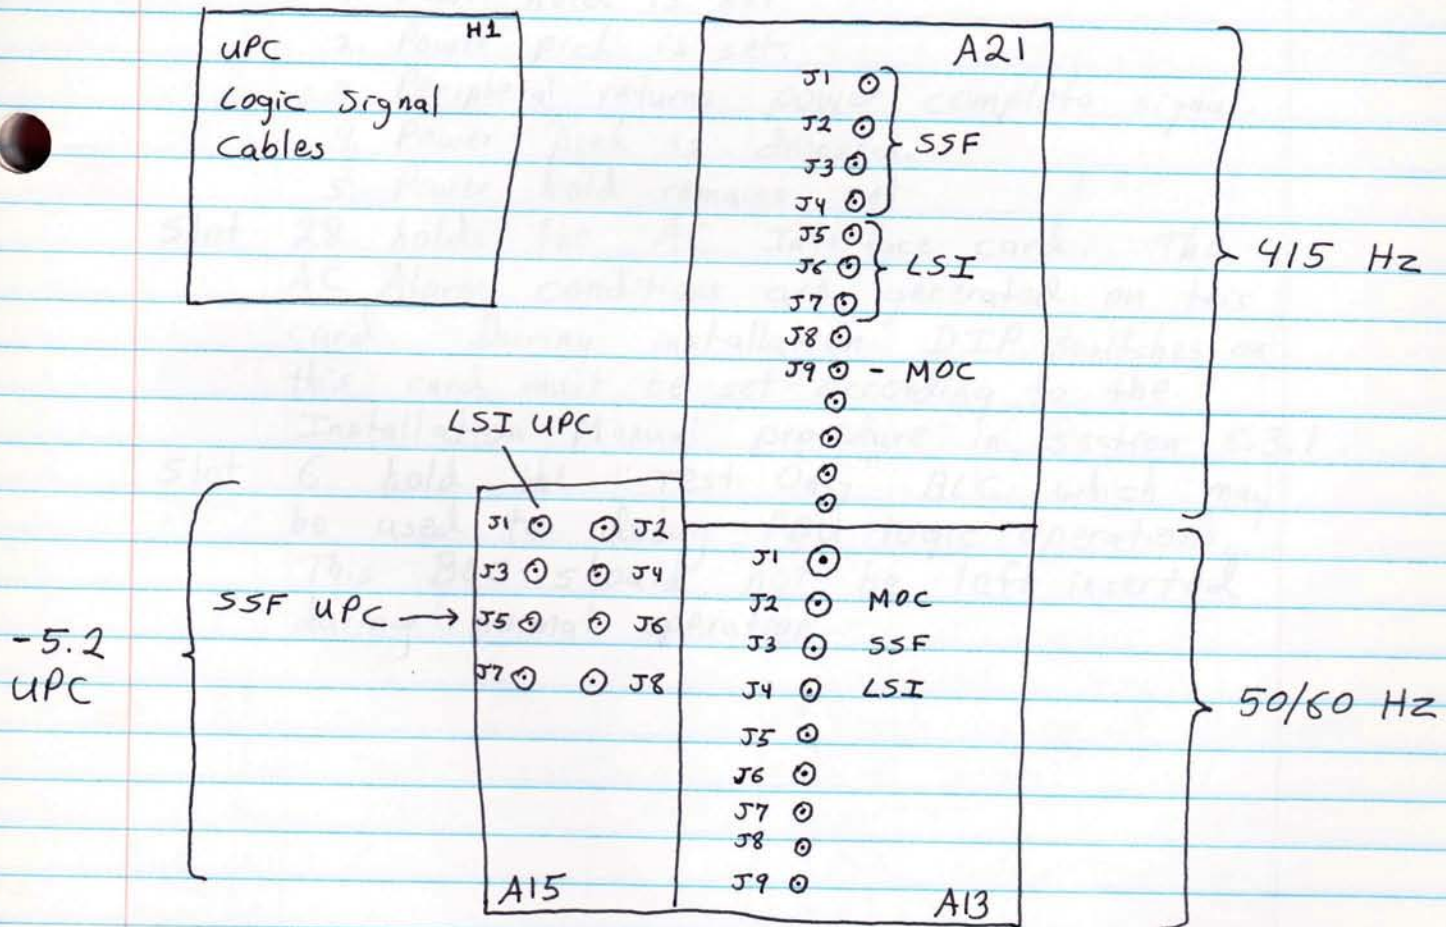 H1
UPC
Logic Signal
Cables
A21
J1
J2
J3
J4
SSF
J5
J6
J7
LSI
J8
J9 - MOC
415 Hz
LSI UPC
J1 J2
J3 J4
SSF UPC → J5 J6
J7 J8
-5.2
UPC
A15
J1
J2 MOC
J3 SSF
J4 LSI
J5
J6
J7
J8
J9
A13
50/60 Hz